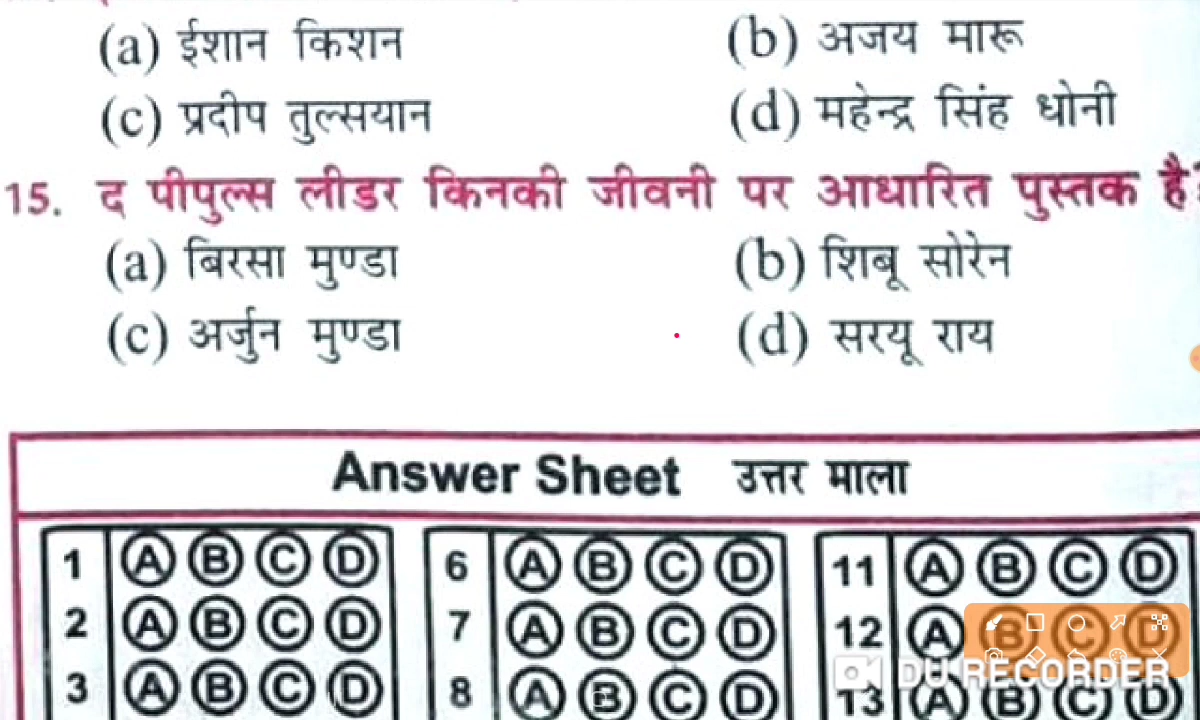 (a) ईशान किशन (b) अजय मारू
(c) प्रदीप तुल्सयान (d) महेन्द्र सिंह धोनी
15. द पीपुल्स लीडर किनकी जीवनी पर आधारित पुस्तक है?
(a) बिरसा मुण्डा (b) शिबू सोरेन
(c) अर्जुन मुण्डा (d) सरयू राय
Answer Sheet उत्तर माला
1 A B C D 6 A B C D 11 A B C D
2 A B C D 7 A B C D 12 A B C D
3 A B C D 8 A B C D 13 A B C D
DU RECORDER